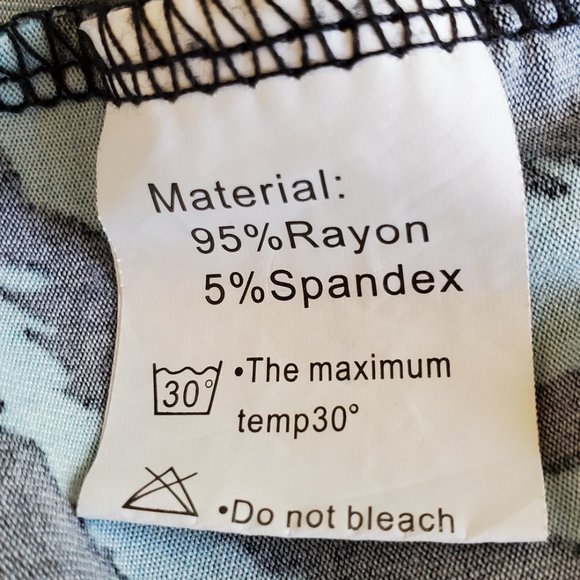 Material:
95%Rayon
5%Spandex
30°
•The maximum
temp30°
•Do not bleach